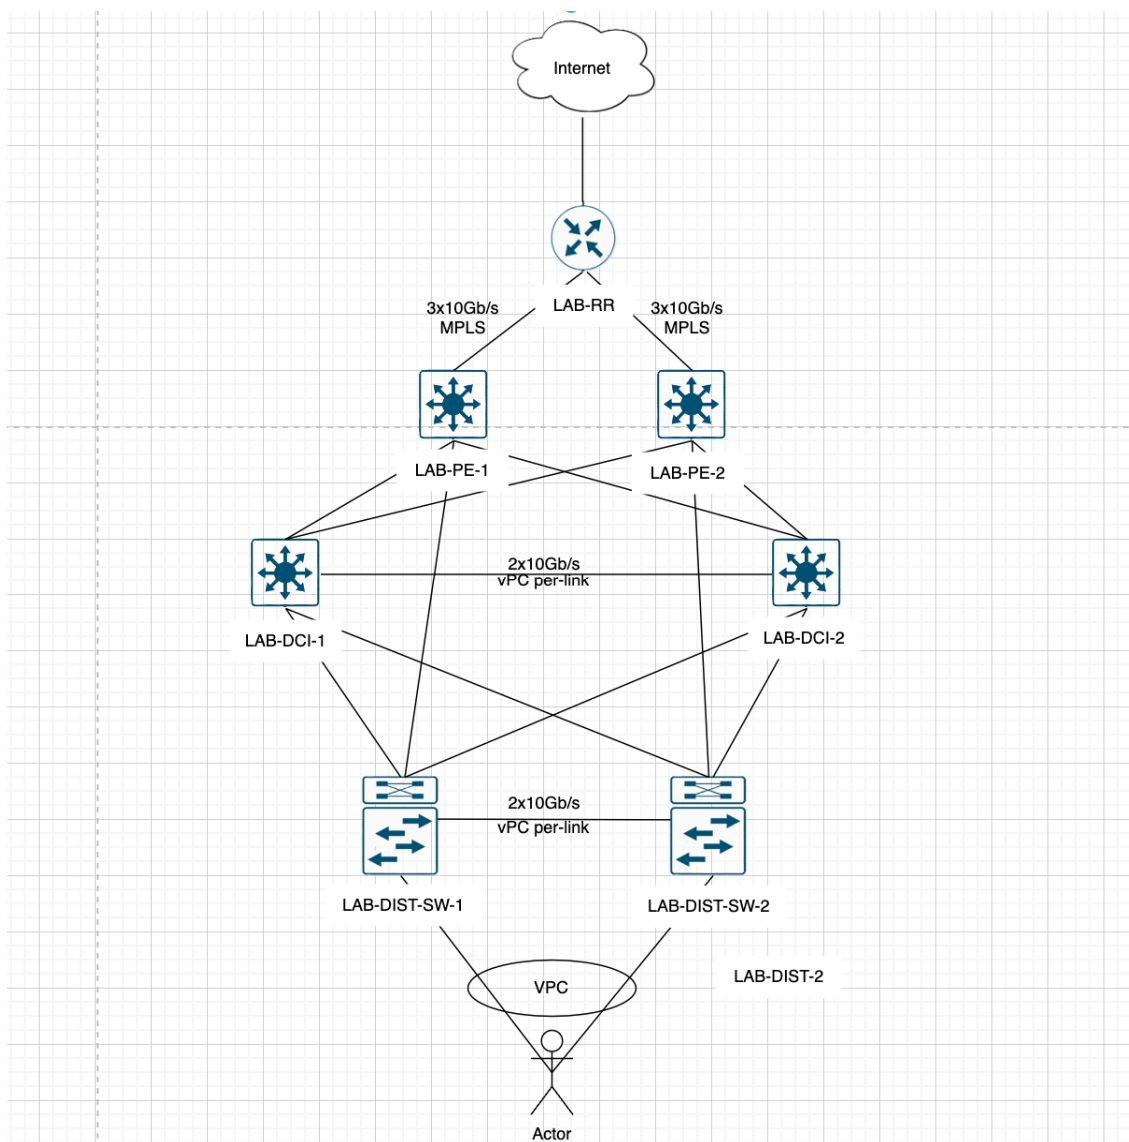 Internet
LAB-RR
3x10Gb/s
MPLS
3x10Gb/s
MPLS
LAB-PE-1
LAB-PE-2
2x10Gb/s
vPC per-link
LAB-DCI-1
LAB-DCI-2
2x10Gb/s
vPC per-link
LAB-DIST-SW-1
LAB-DIST-SW-2
LAB-DIST-2
VPC
Actor